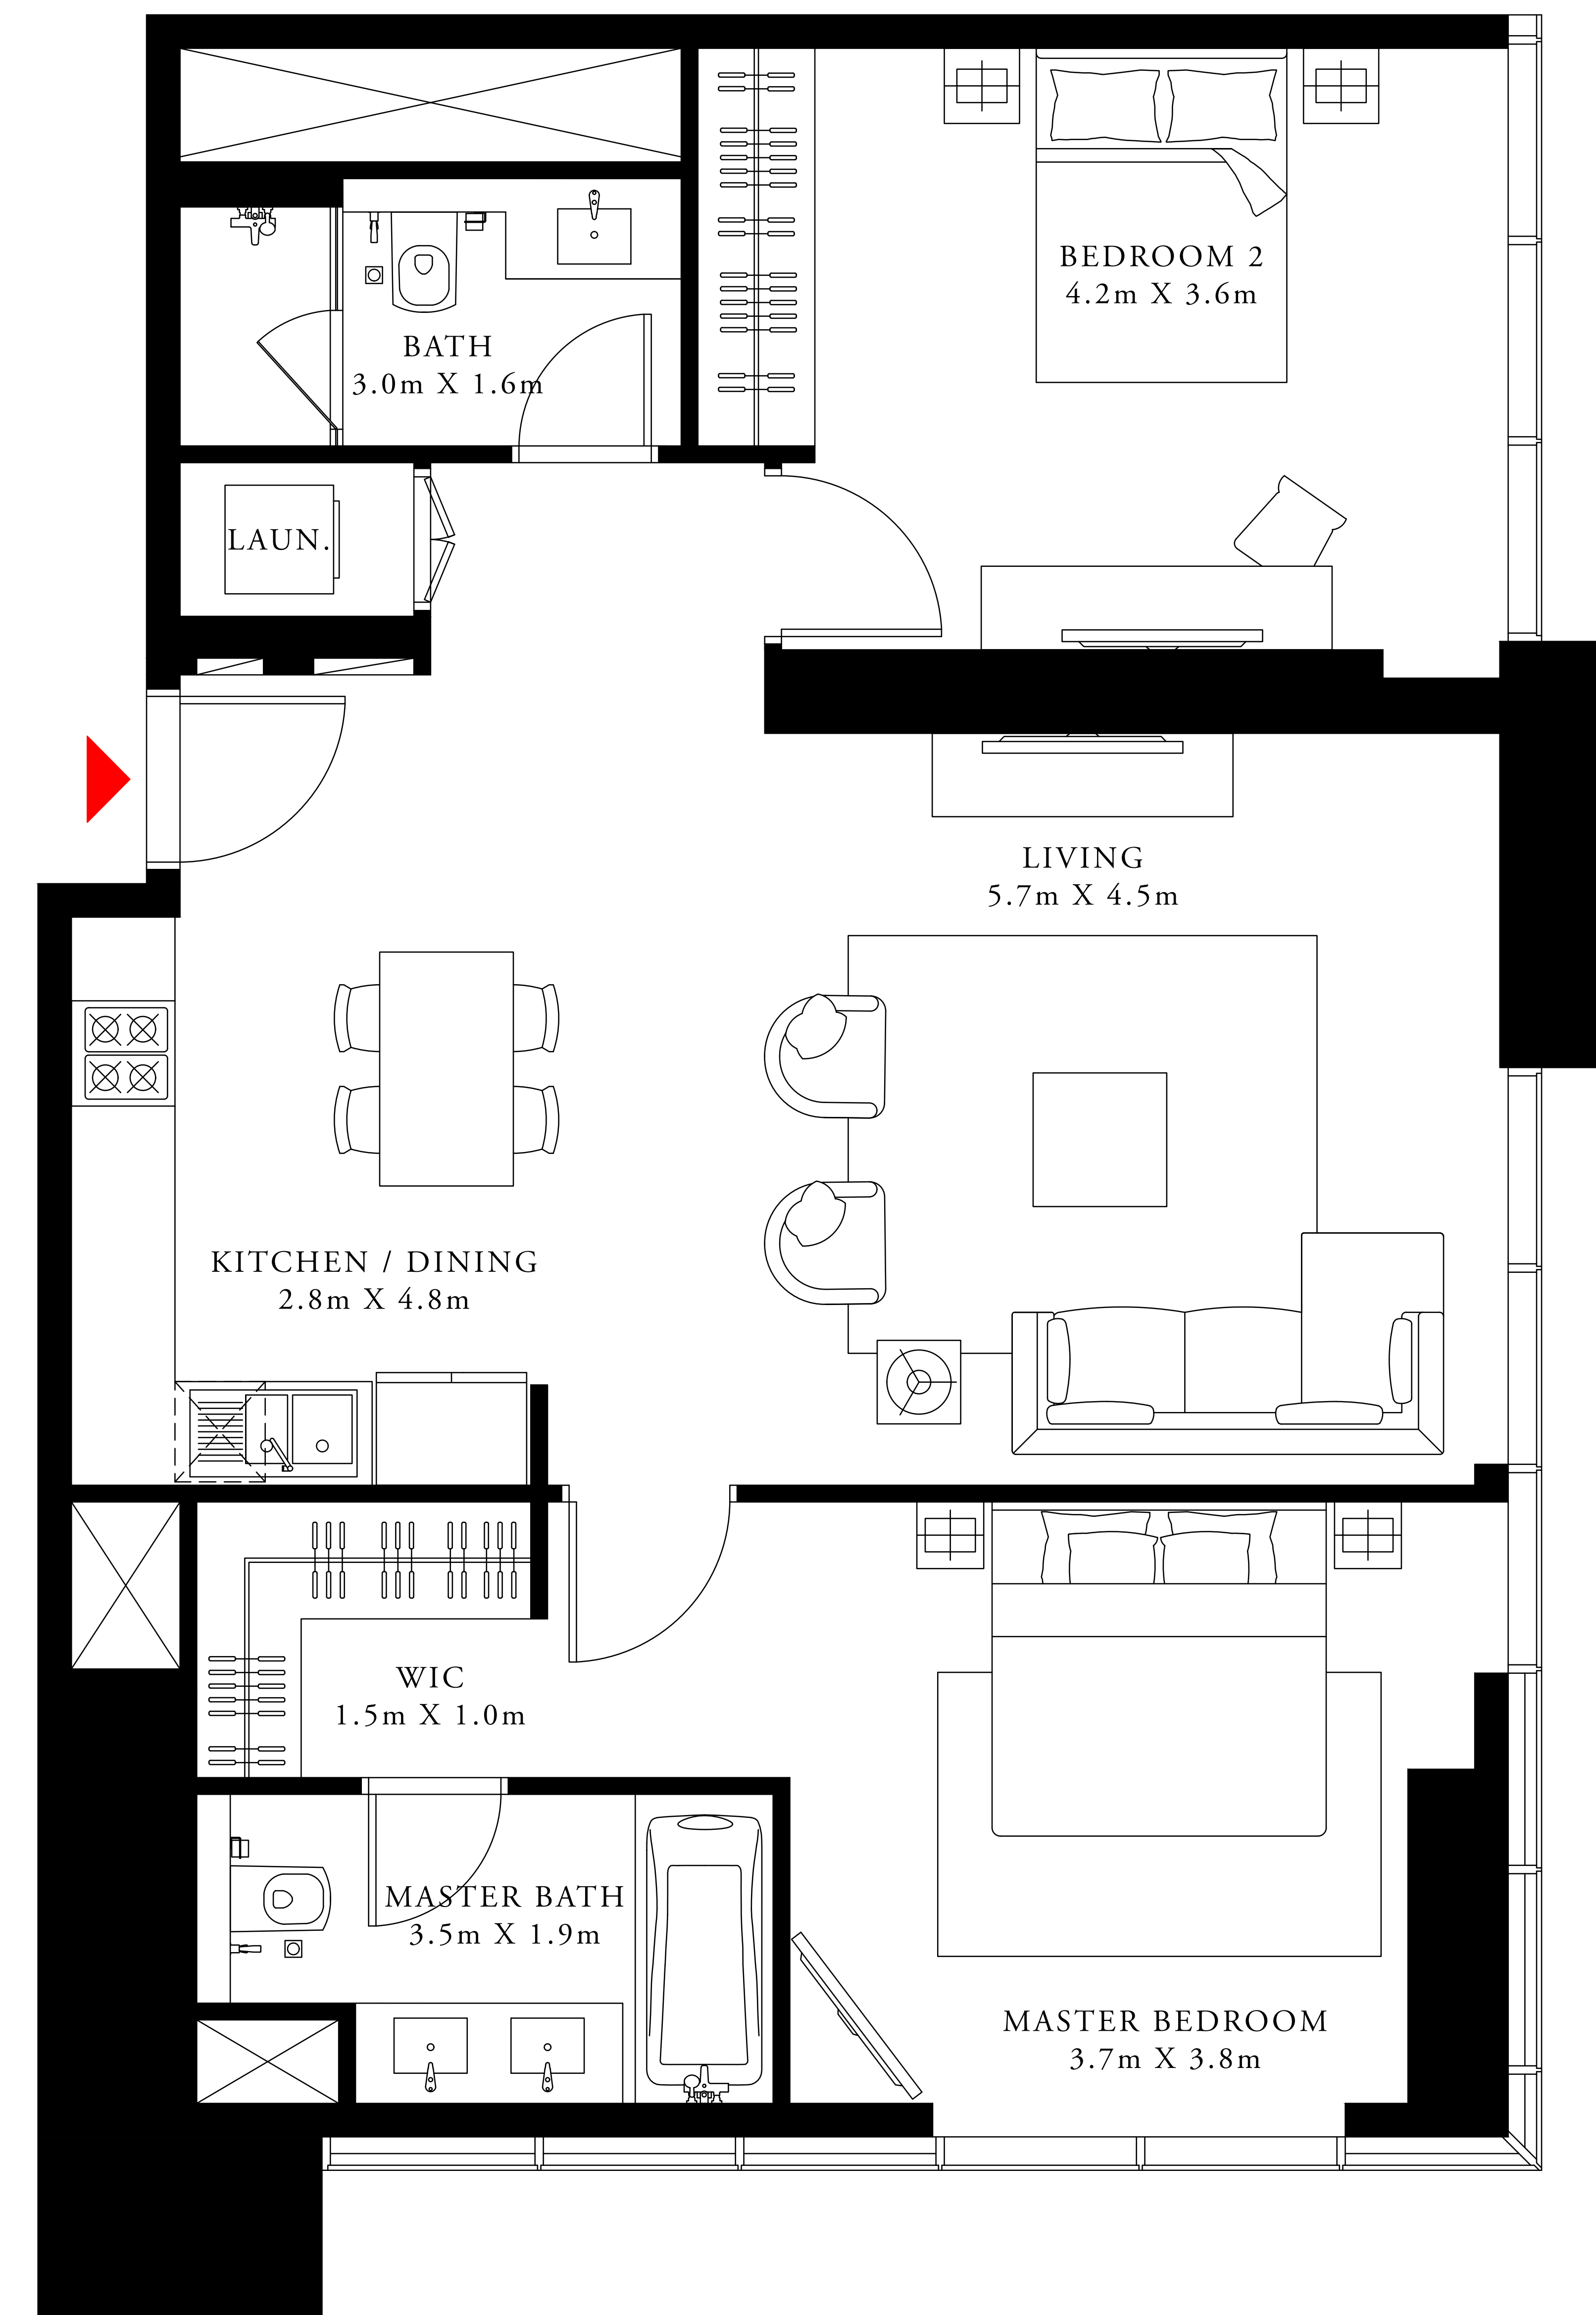 BEDROOM 2
4.2m X 3.6m
BATH
3.0m X 1.6m
LAUN.
LIVING
5.7m X 4.5m
KITCHEN / DINING
2.8m X 4.8m
WIC
1.5m X 1.0m
MASTER BATH
3.5m X 1.9m
MASTER BEDROOM
3.7m X 3.8m